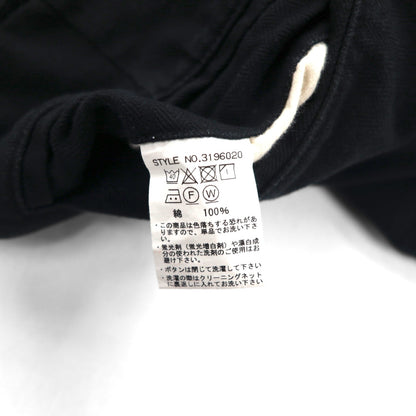 STYLE NO.3196020
綿 100%
・この商品は色落ちする恐れがあ
りますので、単品でお洗い下さい
・蛍光剤(蛍光増白剤)や漂白成
分の使われた洗剤のご使用はお避
け下さい
・ボタンは閉じて洗濯して下さい
・洗濯の際はクリーニングネット
に裏返しに入れてお洗い下さい